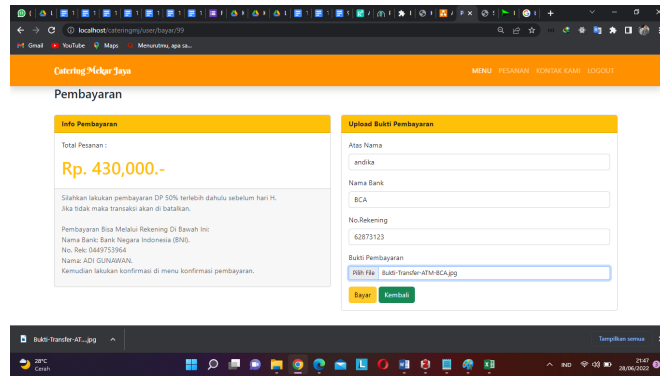 localhost/cateringmj/user/bayar/99
Gmail
YouTube
Maps
Menurutmu, apa sa...
Catering Mekar Jaya
MENU PESANAN KONTAK KAMI LOGOUT
Pembayaran
Info Pembayaran
Total Pesanan :
Rp. 430,000.-
Silahkan lakukan pembayaran DP 50% terlebih dahulu sebelum hari H.
Jika tidak maka transaksi akan di batalkan.
Pembayaran Bisa Melalui Rekening Di Bawah Ini:
Nama Bank: Bank Negara Indonesia (BNI).
No. Rek: 0449753964
Nama: ADI GUNAWAN.
Kemudian lakukan konfirmasi di menu konfirmasi pembayaran.
Upload Bukti Pembayaran
Atas Nama
andika
Nama Bank
BCA
No.Rekening
62873123
Bukti Pembayaran
Pilih File Bukti-Transfer-ATM-BCA.jpg
Bayar Kembali
Bukti-Transfer-AT....jpg
Tampilkan semua
28°C
Cerah
IND
21:47
28/06/2022